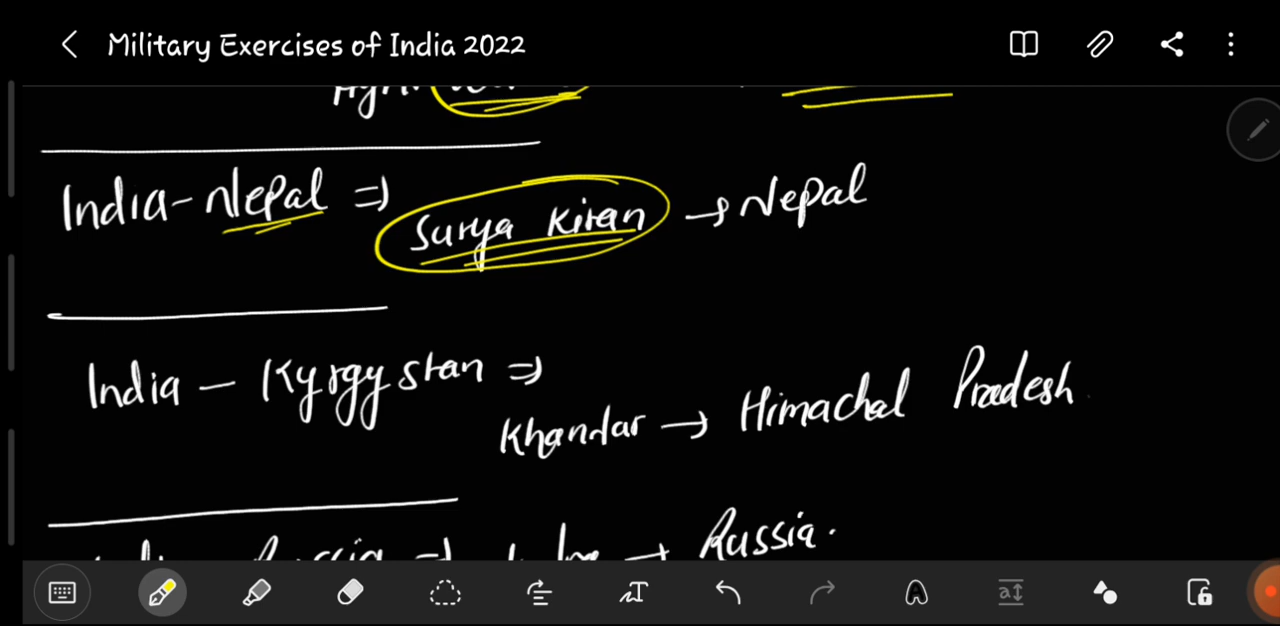 Military Exercises of India 2022
India - Nepal ⇒ Surya Kiran → Nepal
India - Kyrgystan ⇒
Khandar → Himachal Pradesh
→ Russia.